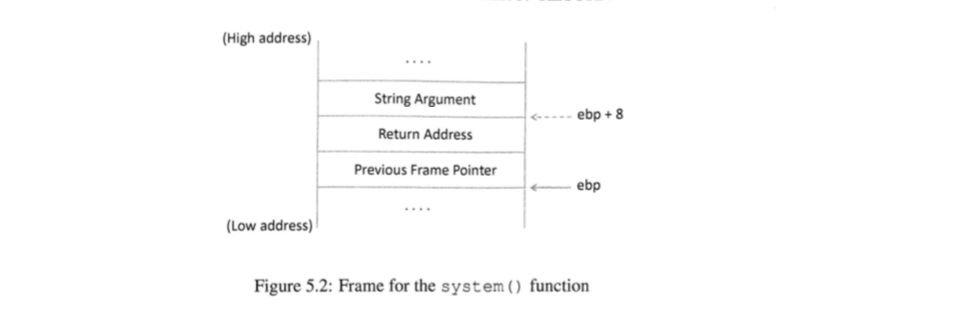 (High address)
....
String Argument
ebp + 8
Return Address
Previous Frame Pointer
ebp
....
(Low address)
Figure 5.2: Frame for the system() function